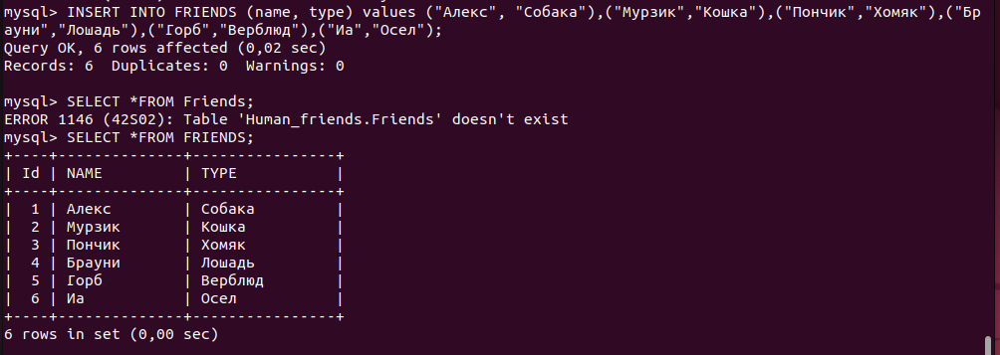 mysql> INSERT INTO FRIENDS (name, type) values ("Алекс", "Собака"),("Мурзик","Кошка"),("Пончик","Хомяк"),("Бр
ауни","Лошадь"),("Горб","Верблюд"),("Иа","Осел");
Query OK, 6 rows affected (0,02 sec)
Records: 6  Duplicates: 0  Warnings: 0

mysql> SELECT *FROM Friends;
ERROR 1146 (42S02): Table 'Human_friends.Friends' doesn't exist
mysql> SELECT *FROM FRIENDS;
+----+--------------+----------------+
| Id | NAME         | TYPE           |
+----+--------------+----------------+
|  1 | Алекс        | Собака         |
|  2 | Мурзик       | Кошка          |
|  3 | Пончик       | Хомяк          |
|  4 | Брауни       | Лошадь         |
|  5 | Горб         | Верблюд        |
|  6 | Иа           | Осел           |
+----+--------------+----------------+
6 rows in set (0,00 sec)